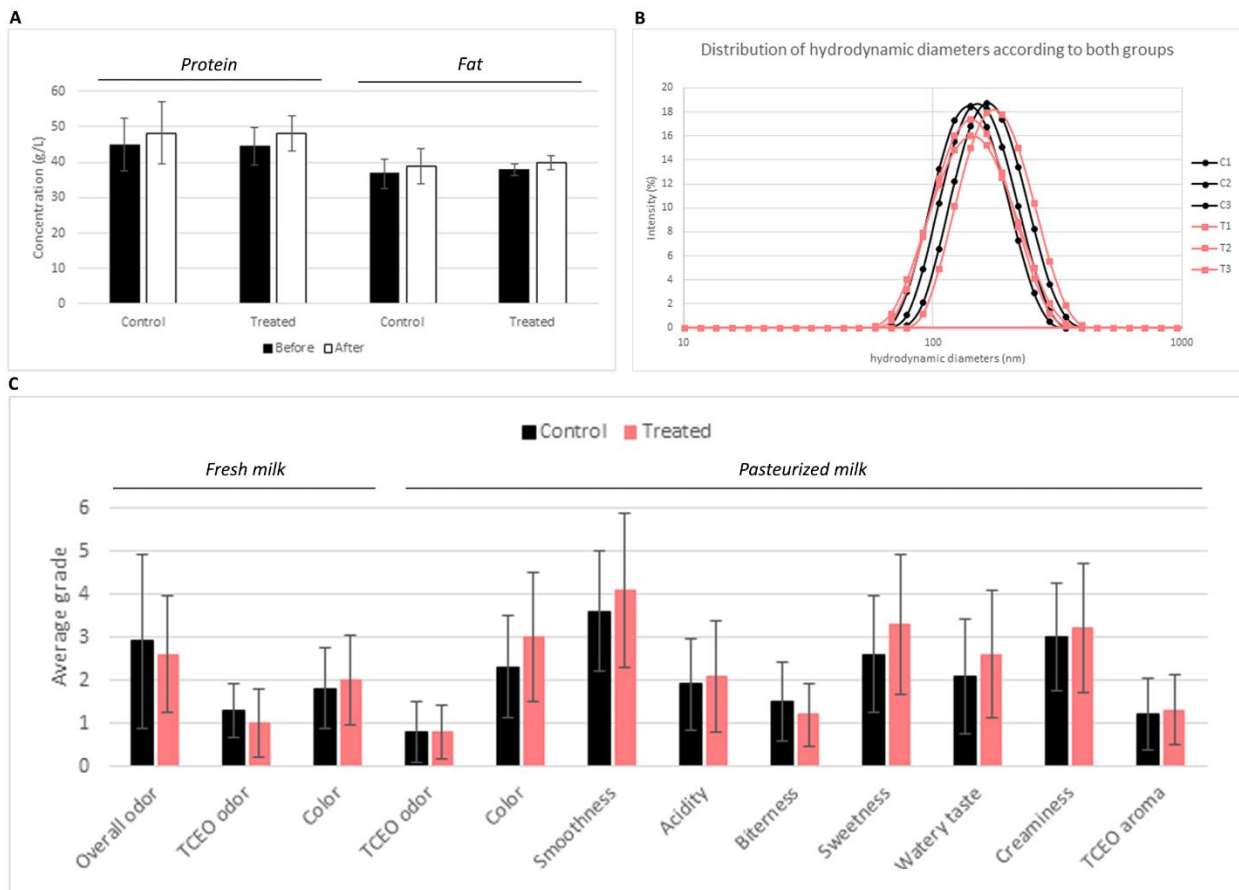 A
Protein
Fat
Concentration (g/L)
60
50
40
30
20
10
0
Control
Treated
Control
Treated
Before
After
B
Distribution of hydrodynamic diameters according to both groups
Intensity (%)
20
18
16
14
12
10
8
6
4
2
0
10
100
1000
hydrodynamic diameters (nm)
C1
C2
C3
T1
T2
T3
C
Control
Treated
Fresh milk
Pasteurized milk
Average grade
6
5
4
3
2
1
0
Overall odor
TCEO odor
Color
TCEO odor
Color
Smoothness
Acidity
Biterness
Sweetness
Watery taste
Creaminess
TCEO aroma